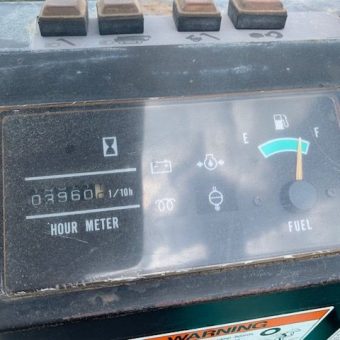 E F
03960 1/10h
HOUR METER
FUEL
WARNING